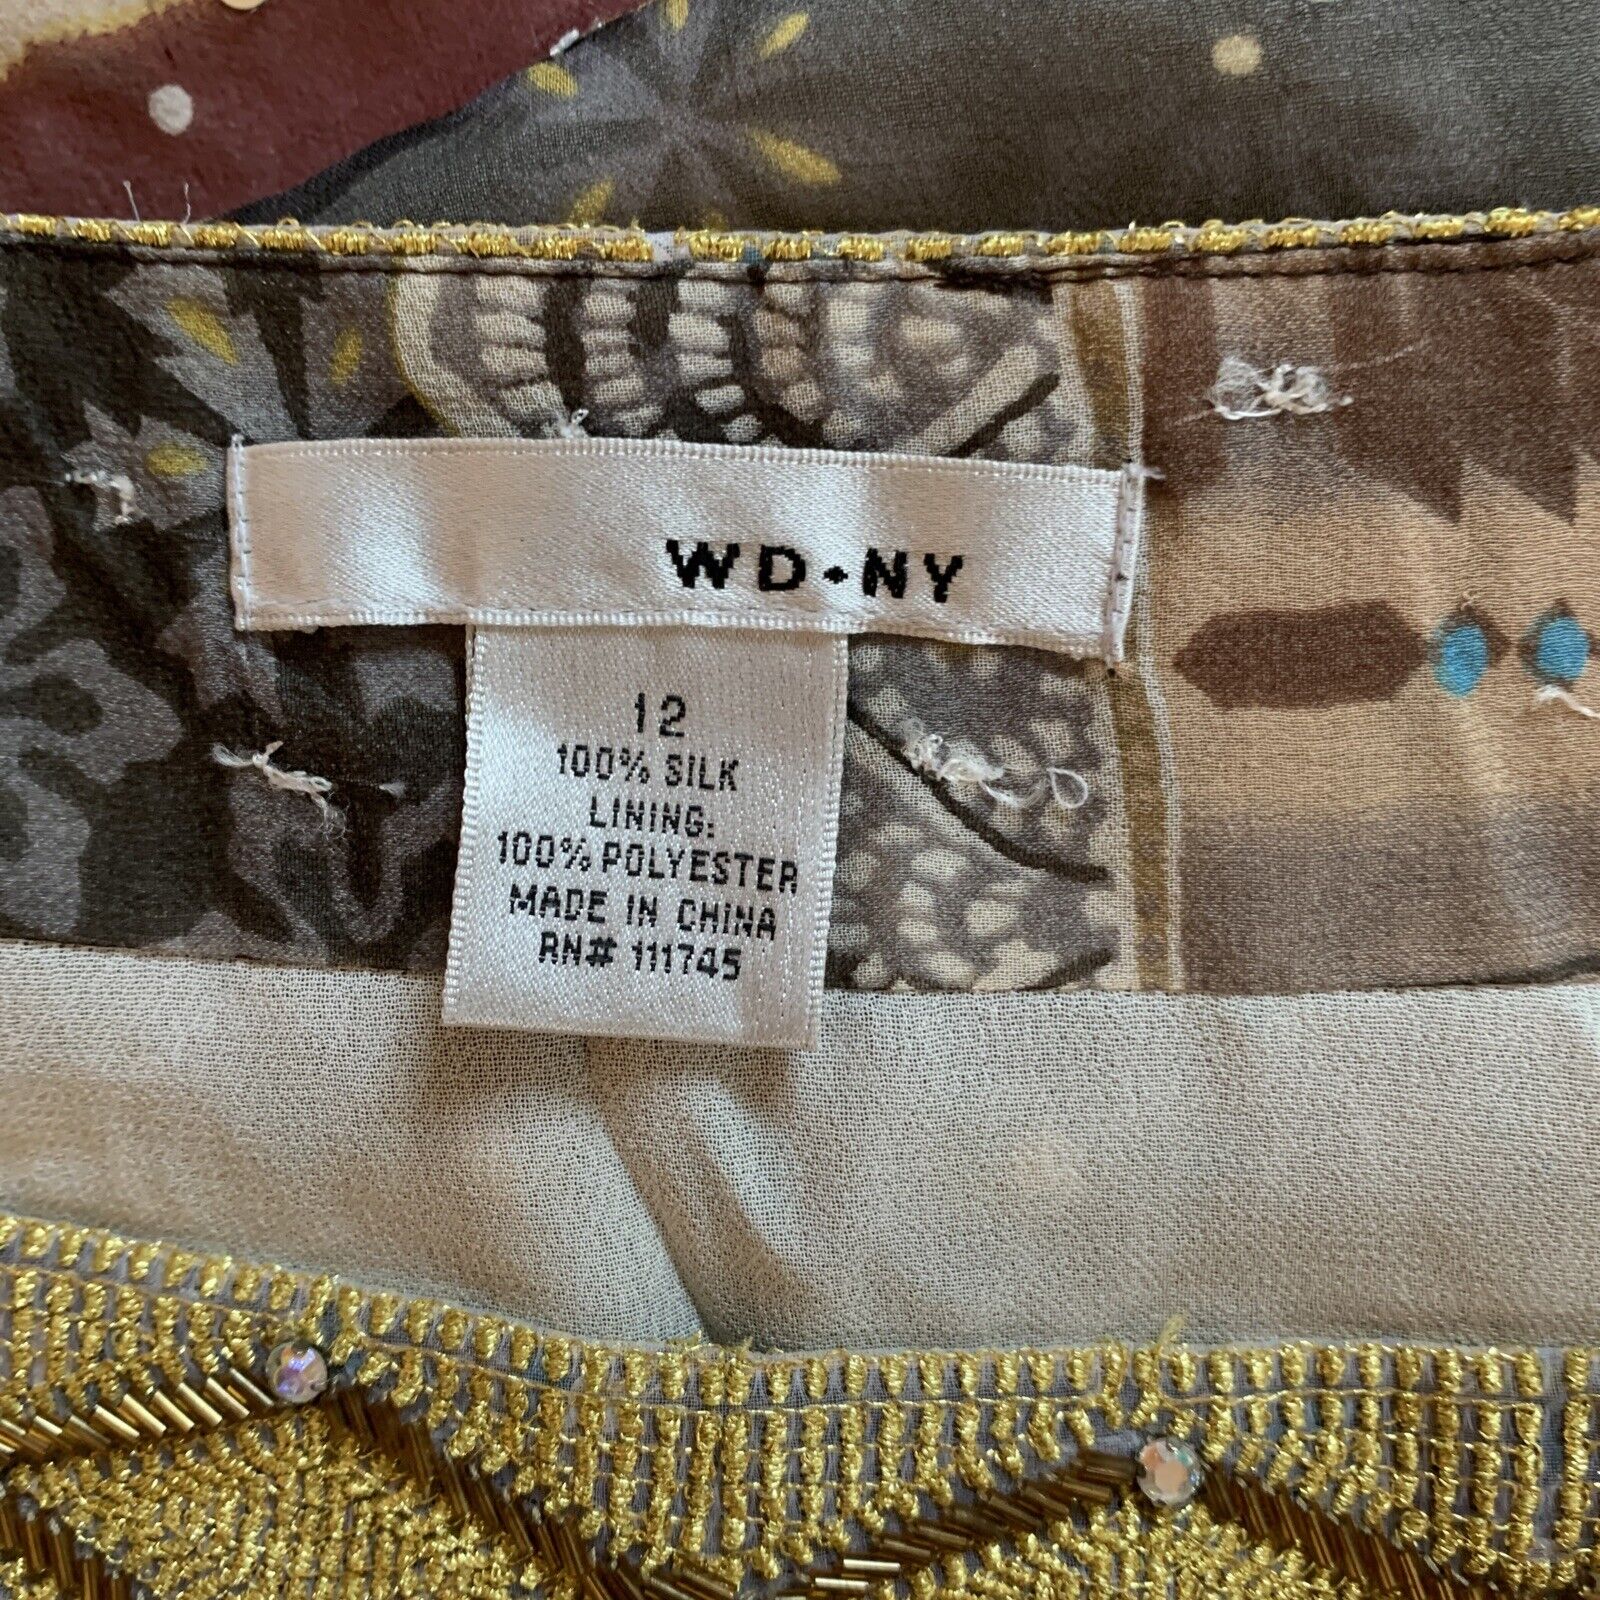 WD·NY
12
100% SILK
LINING:
100% POLYESTER
MADE IN CHINA
RN# 111745